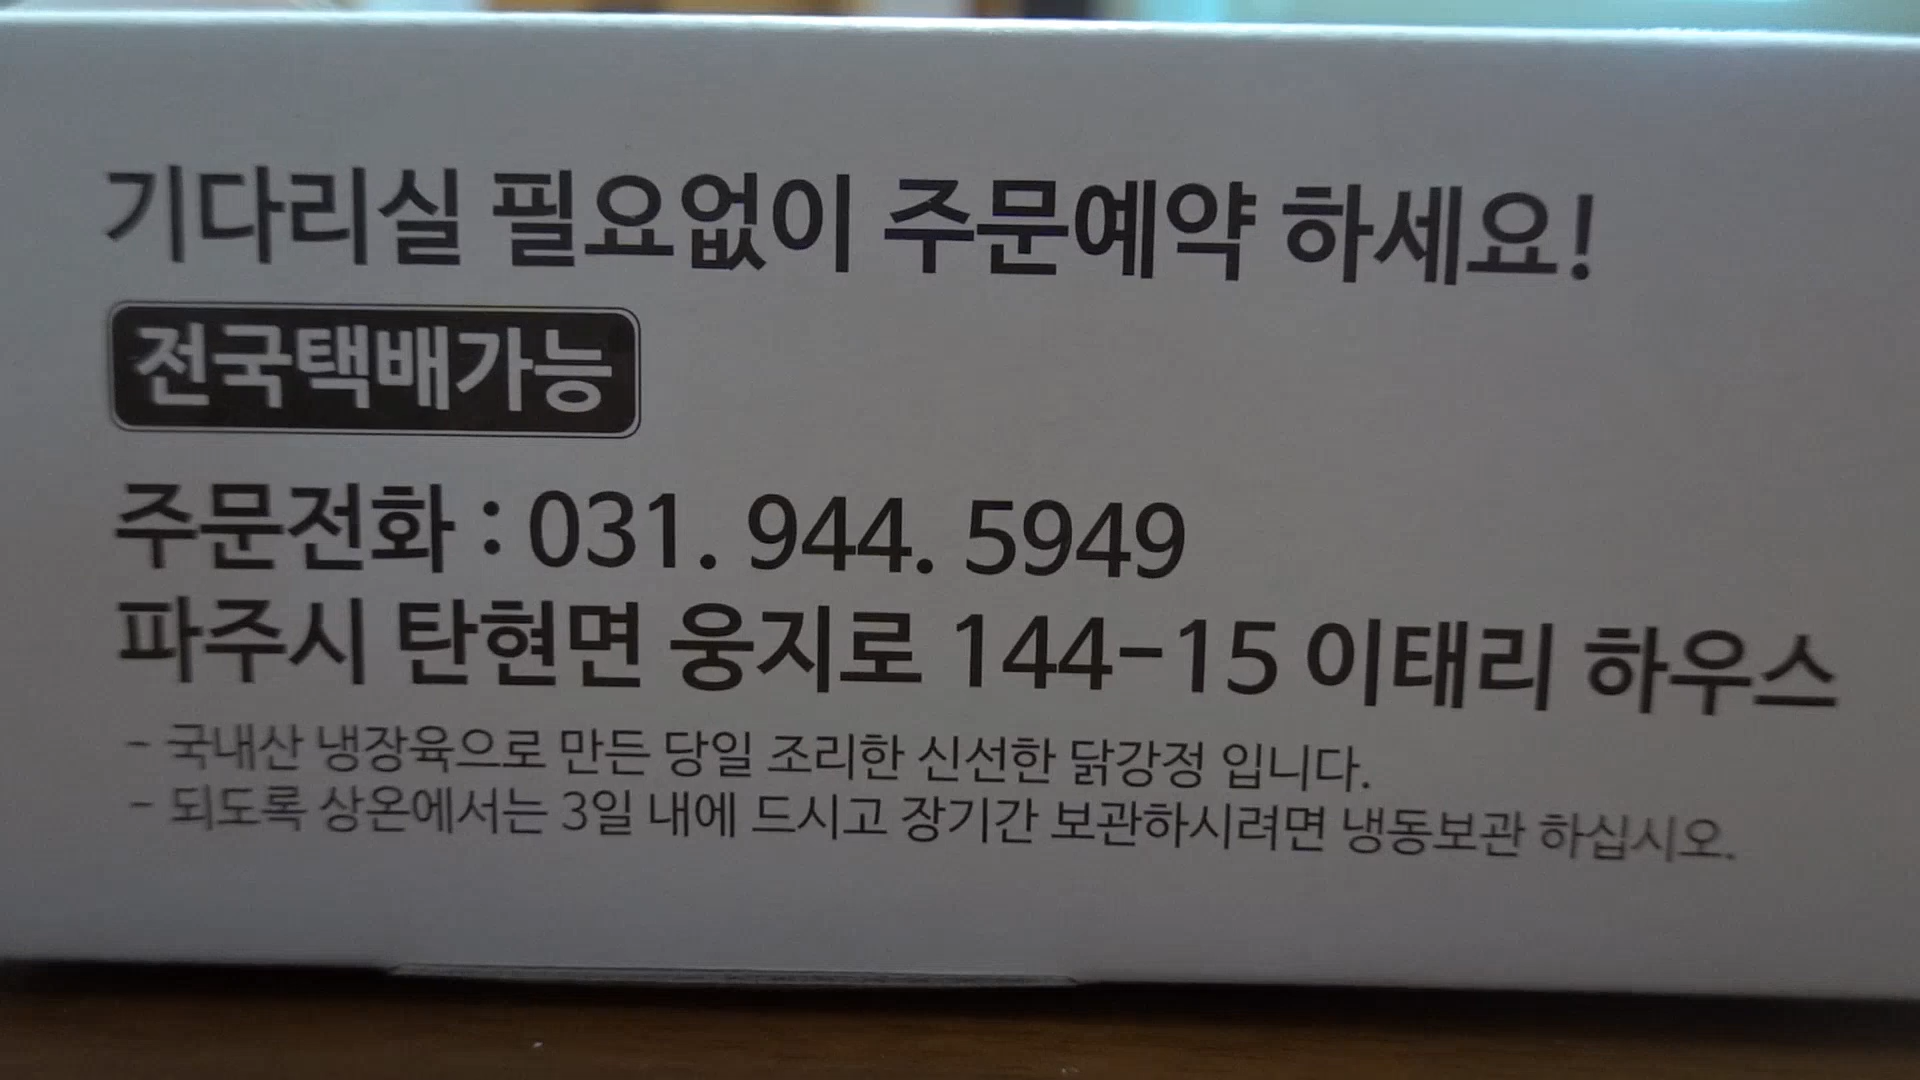 기다리실 필요없이 주문예약 하세요!
전국택배가능
주문전화 : 031. 944. 5949
파주시 탄현면 웅지로 144-15 이태리 하우스
- 국내산 냉장육으로 만든 당일 조리한 신선한 닭강정 입니다.
- 되도록 상온에서는 3일 내에 드시고 장기간 보관하시려면 냉동보관 하십시오.